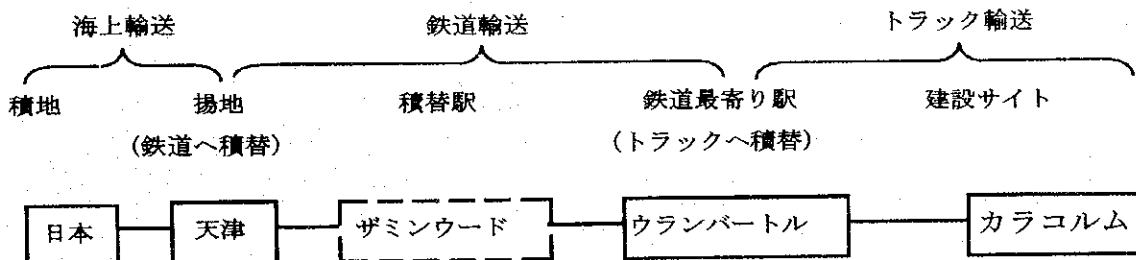 海上輸送 鉄道輸送 トラック輸送
積地 揚地 積替駅 鉄道最寄り駅 建設サイト
(鉄道へ積替) (トラックへ積替)
日本 天津 ザミンウード ウランバートル カラコルム